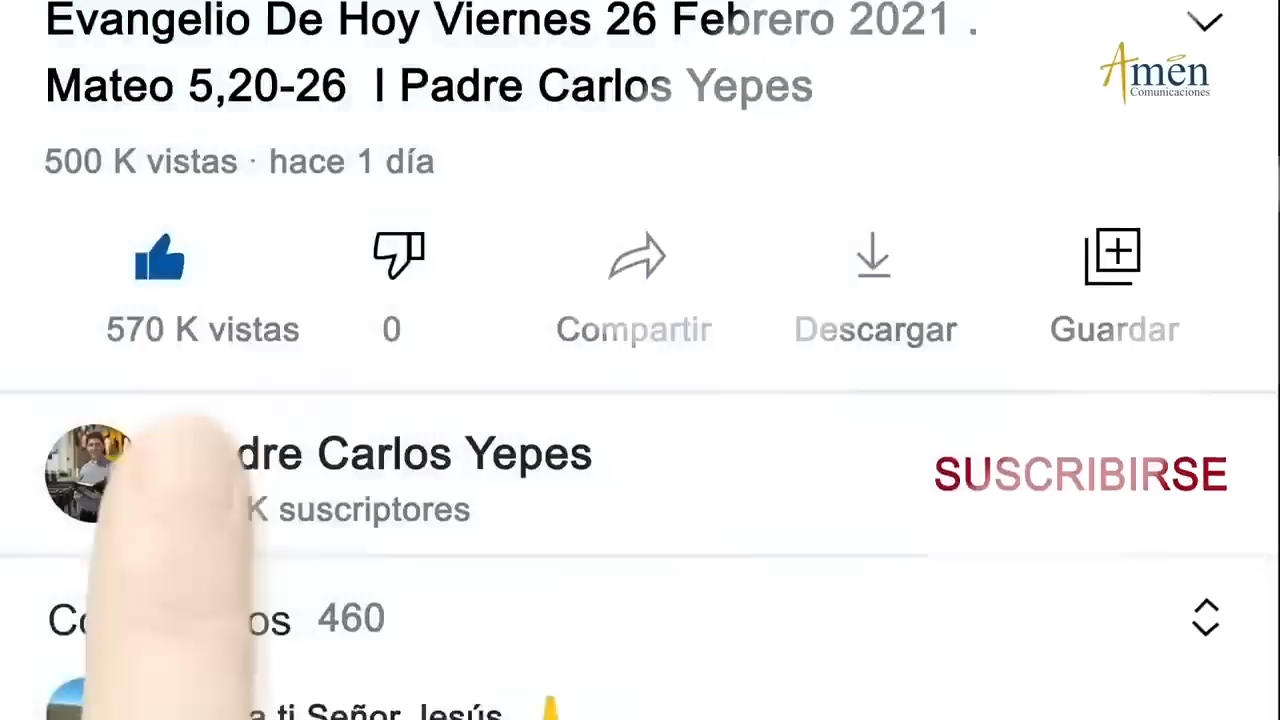 Evangelio De Hoy Viernes 26 Febrero 2021 .
Mateo 5,20-26 I Padre Carlos Yepes
Amén
Comunicaciones
500 K vistas · hace 1 día
570 K vistas
0
Compartir
Descargar
Guardar
dre Carlos Yepes
K suscriptores
SUSCRIBIRSE
Co os 460
a ti Señor Jesús